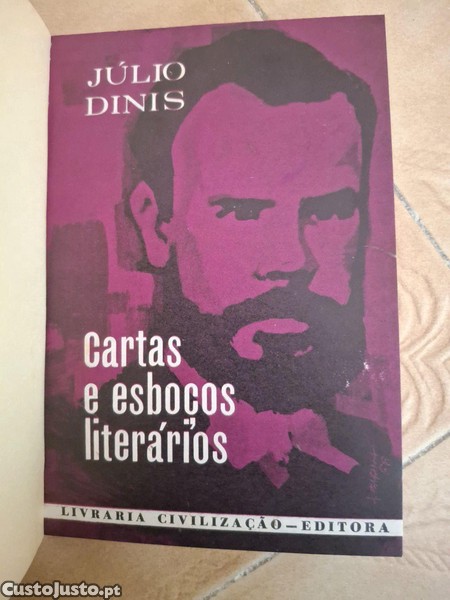 JÚLIO
DINIS
Cartas
e esboços
literários
LIVRARIA CIVILIZAÇÃO—EDITORA
CustoJusto.pt